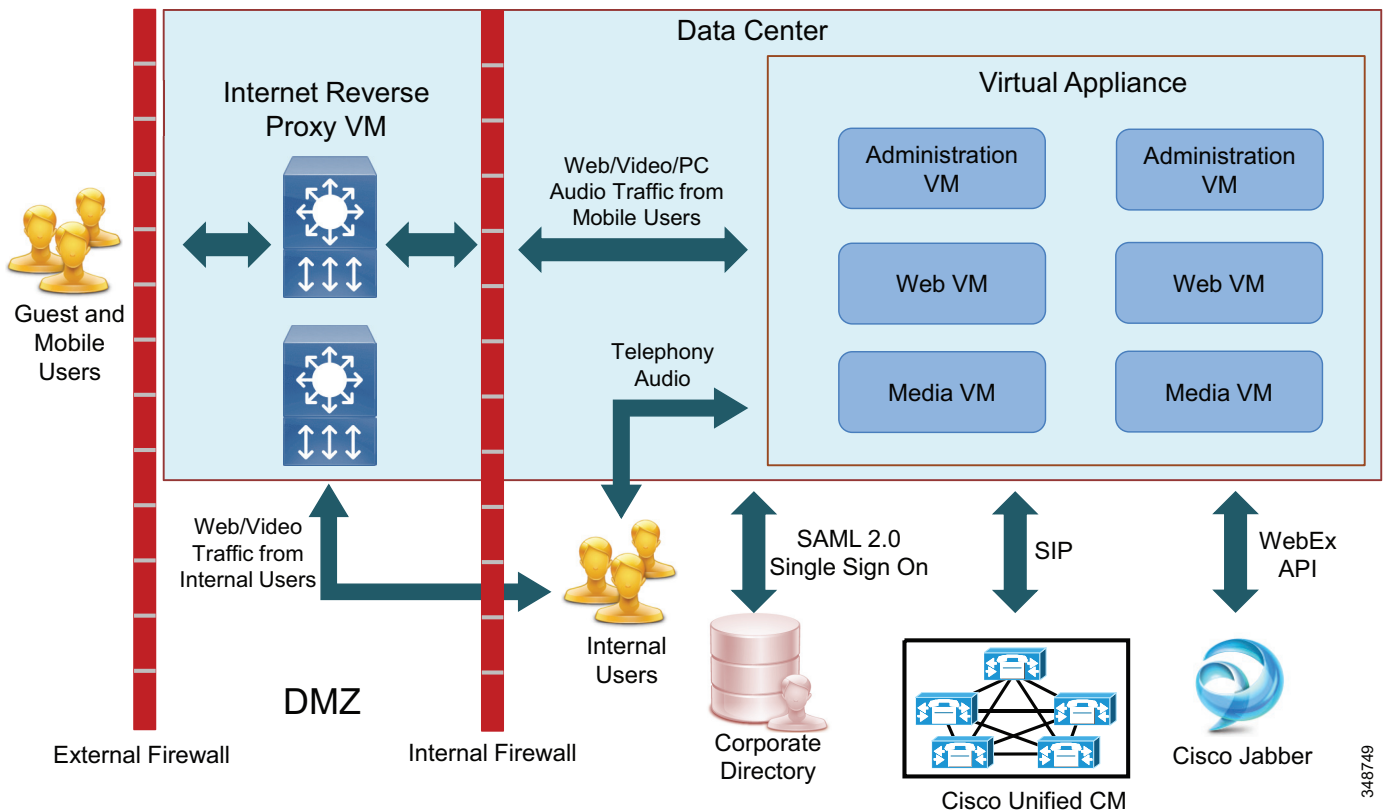 Data Center
Internet Reverse
Proxy VM
Virtual Appliance
Administration
VM
Administration
VM
Web/Video/PC
Audio Traffic from
Mobile Users
Web VM
Web VM
Guest and
Mobile
Users
Telephony
Audio
Media VM
Media VM
Web/Video
Traffic from
Internal Users
SAML 2.0
Single Sign On
SIP
WebEx
API
Internal
Users
DMZ
External Firewall
Internal Firewall
Corporate
Directory
Cisco Unified CM
Cisco Jabber
348749